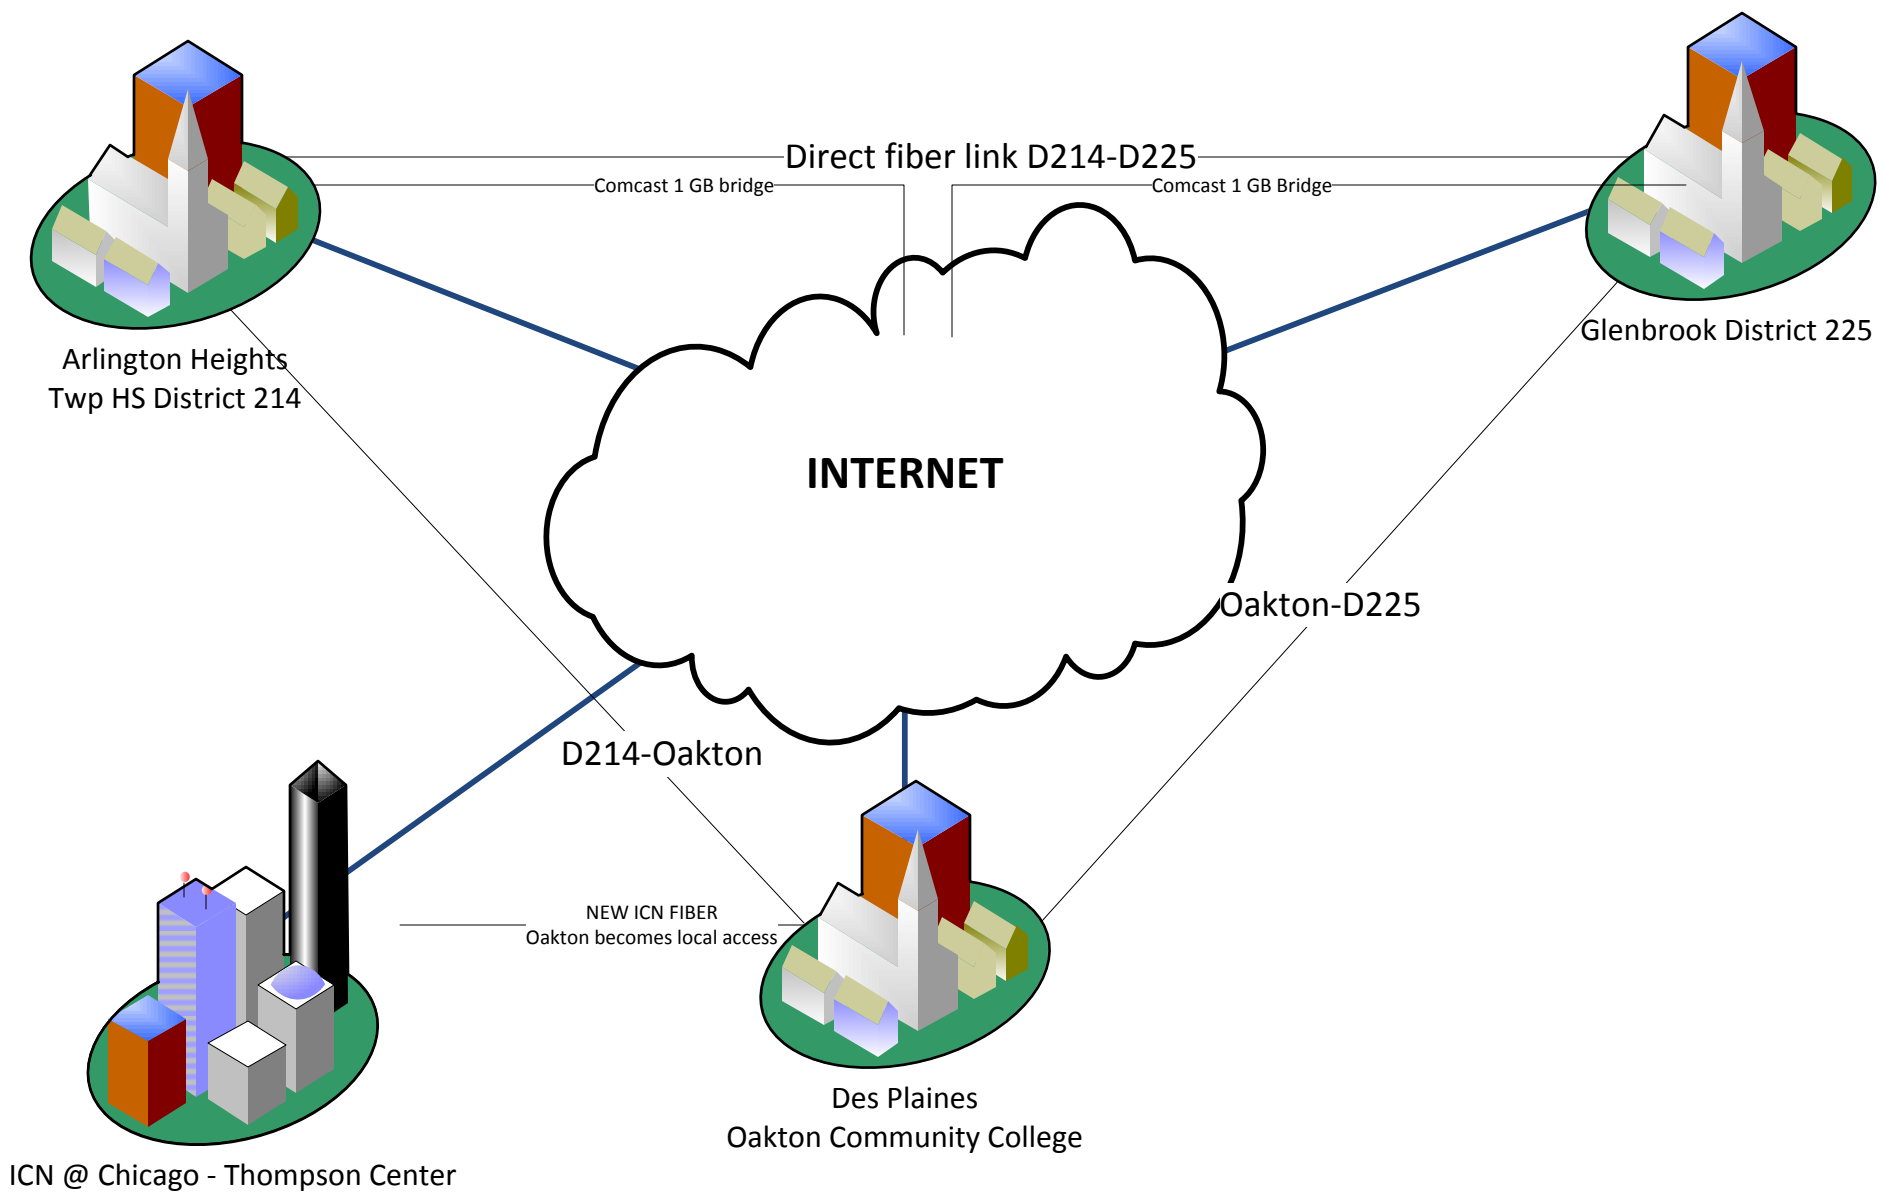 Direct fiber link D214-D225
Comcast 1 GB bridge
Comcast 1 GB Bridge
Glenbrook District 225
Arlington Heights
Twp HS District 214
INTERNET
Oakton-D225
D214-Oakton
NEW ICN FIBER
Oakton becomes local access
Des Plaines
Oakton Community College
ICN @ Chicago - Thompson Center